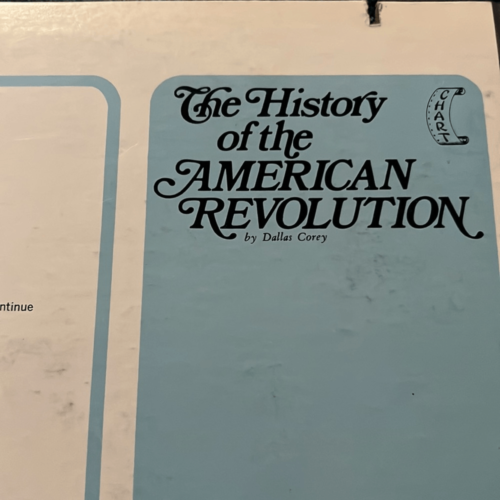 The History
of the
AMERICAN
REVOLUTION
by Dallas Corey
CHART
ntinue